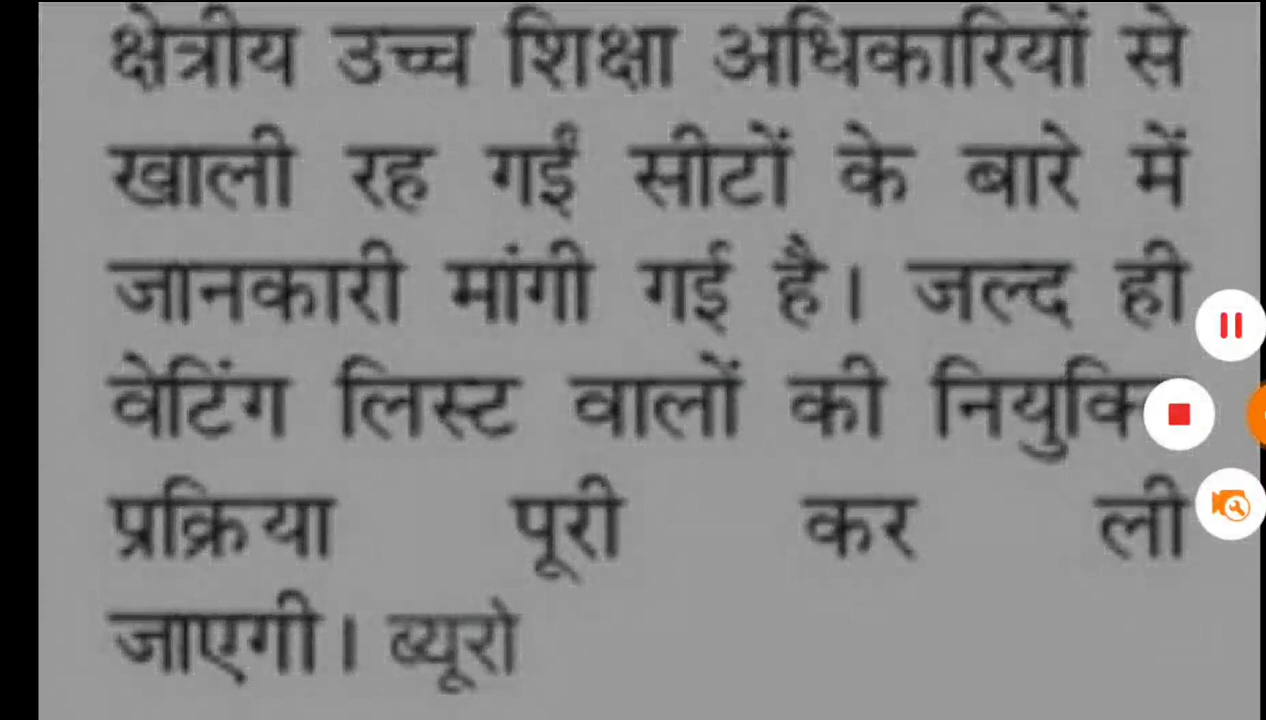 क्षेत्रीय उच्च शिक्षा अधिकारियों से
खाली रह गईं सीटों के बारे में
जानकारी मांगी गई है। जल्द ही
वेटिंग लिस्ट वालों की
प्रक्रिया पूरी कर ली
जाएगी। ब्यूरो